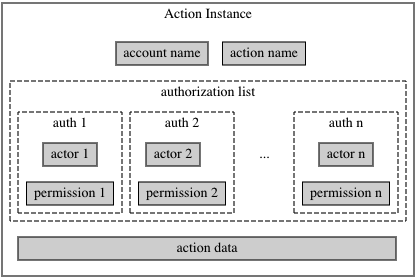 Action Instance
account name action name
authorization list
auth 1 auth 2 auth n
actor 1 actor 2 ... actor n
permission 1 permission 2 permission n
action data